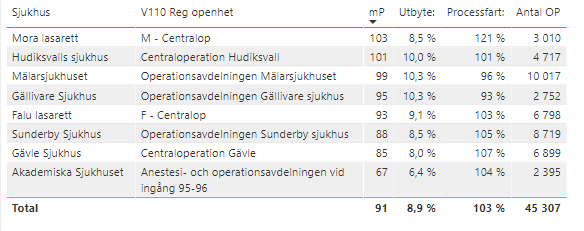 Sjukhus V110 Reg openhet mP Utbyte: Processfart: Antal OP
Mora lasarett M - Centralop 103 8,5 % 121 % 3 010
Hudiksvalls sjukhus Centraloperation Hudiksvall 101 10,0 % 101 % 4 717
Mälarsjukhuset Operationsavdelningen Mälarsjukhuset 99 10,3 % 96 % 10 017
Gällivare Sjukhus Operationsavdelningen Gällivare sjukhus 95 10,3 % 93 % 2 752
Falu lasarett F - Centralop 93 9,1 % 103 % 6 798
Sunderby Sjukhus Operationsavdelningen Sunderby sjukhus 88 8,5 % 105 % 8 719
Gävle Sjukhus Centraloperation Gävle 85 8,0 % 107 % 6 899
Akademiska Sjukhuset Anestesi- och operationsavdelningen vid 67 6,4 % 104 % 2 395
ingång 95-96
Total 91 8,9 % 103 % 45 307